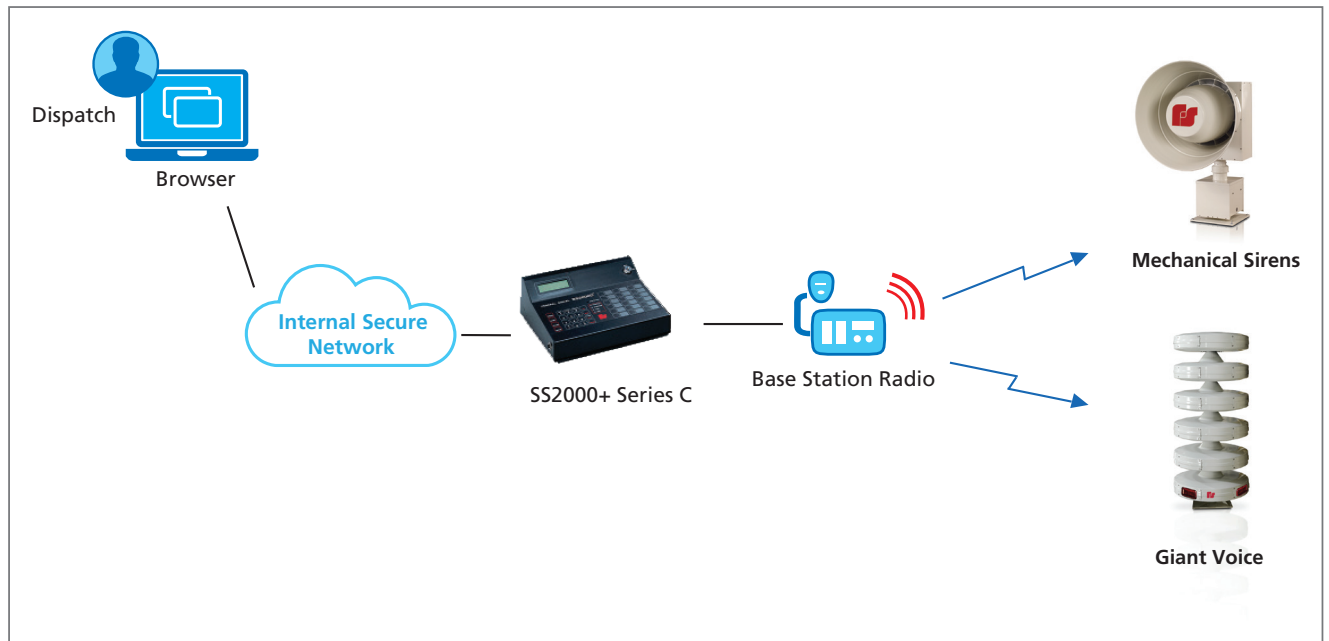 Dispatch
Browser
Internal Secure
Network
SS2000+ Series C
Base Station Radio
Mechanical Sirens
Giant Voice